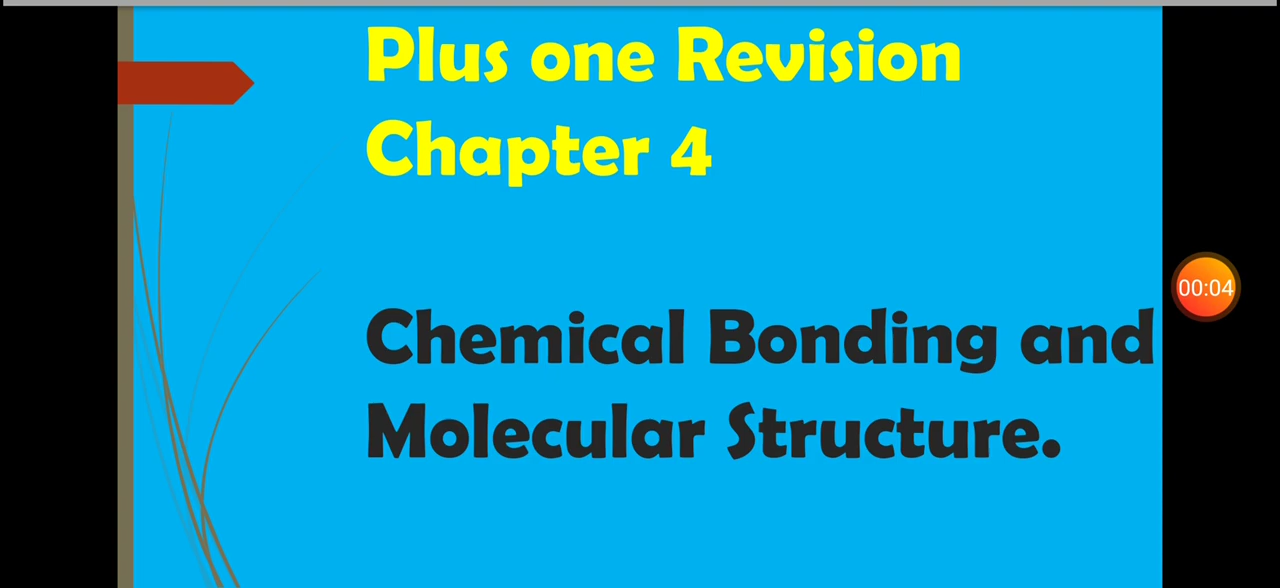 Plus one Revision
Chapter 4
Chemical Bonding and
Molecular Structure.
00:04